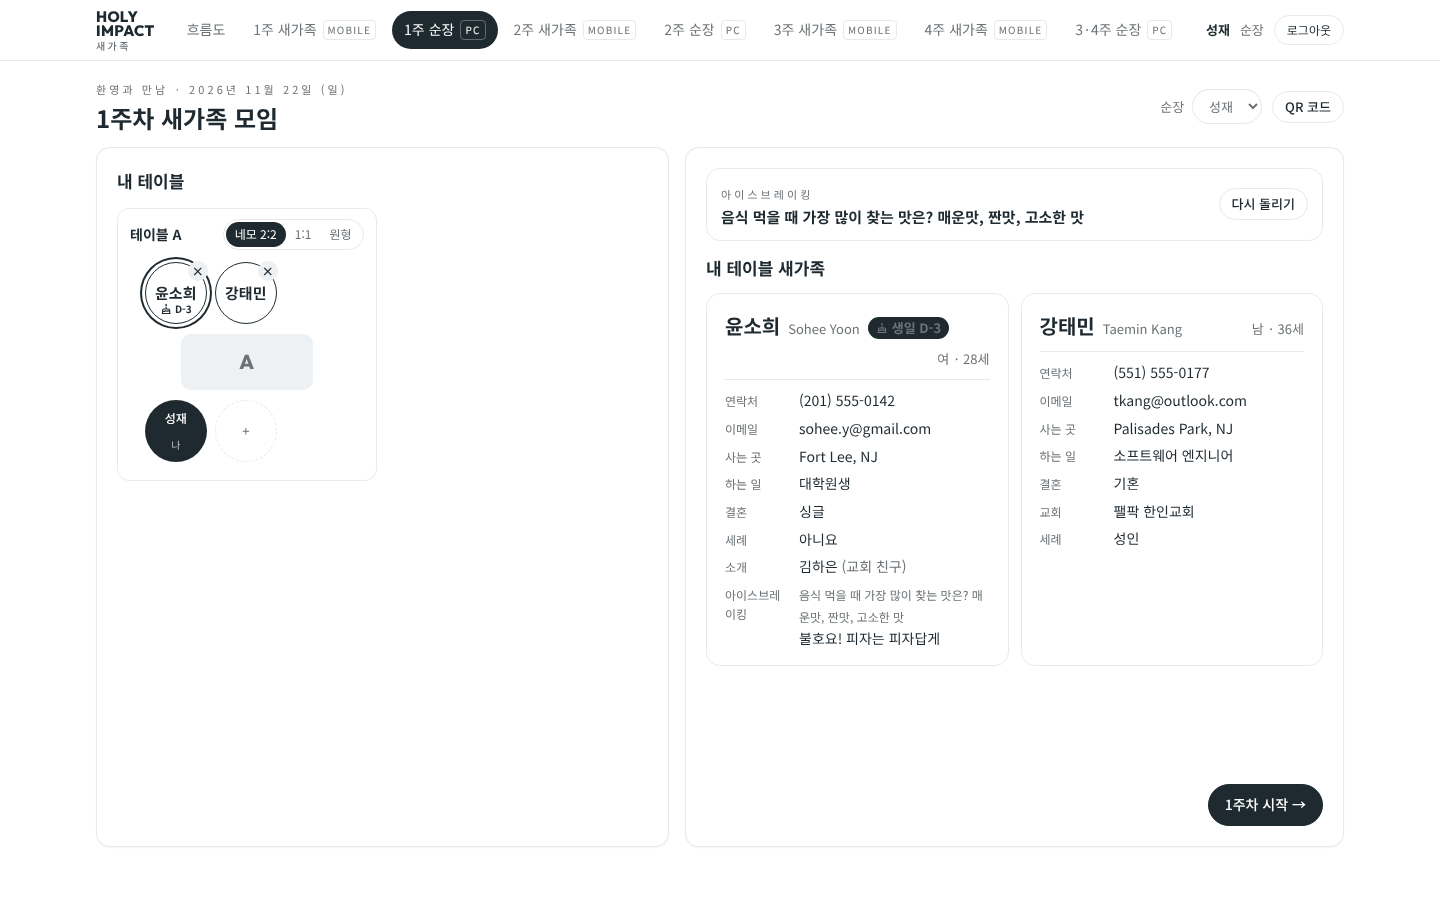 HOLY
IMPACT
새가족
흐름도
1주 새가족 MOBILE
1주 순장 PC
2주 새가족 MOBILE
2주 순장 PC
3주 새가족 MOBILE
4주 새가족 MOBILE
3·4주 순장 PC
성재 순장
로그아웃
환영과 만남 · 2026년 11월 22일 (일)
1주차 새가족 모임
순장 성재
QR 코드
내 테이블
테이블 A
네모 2:2 1:1 원형
윤소희
D-3
강태민
A
성재
나
+
아이스브레이킹
음식 먹을 때 가장 많이 찾는 맛은? 매운맛, 짠맛, 고소한 맛
다시 돌리기
내 테이블 새가족
윤소희 Sohee Yoon 생일 D-3
여 · 28세
연락처 (201) 555-0142
이메일 sohee.y@gmail.com
사는 곳 Fort Lee, NJ
하는 일 대학원생
결혼 싱글
세례 아니요
소개 김하은 (교회 친구)
아이스브레이킹 음식 먹을 때 가장 많이 찾는 맛은? 매
운맛, 짠맛, 고소한 맛
불호요! 피자는 피자답게
강태민 Taemin Kang 남 · 36세
연락처 (551) 555-0177
이메일 tkang@outlook.com
사는 곳 Palisades Park, NJ
하는 일 소프트웨어 엔지니어
결혼 기혼
교회 팰팍 한인교회
세례 성인
1주차 시작 →